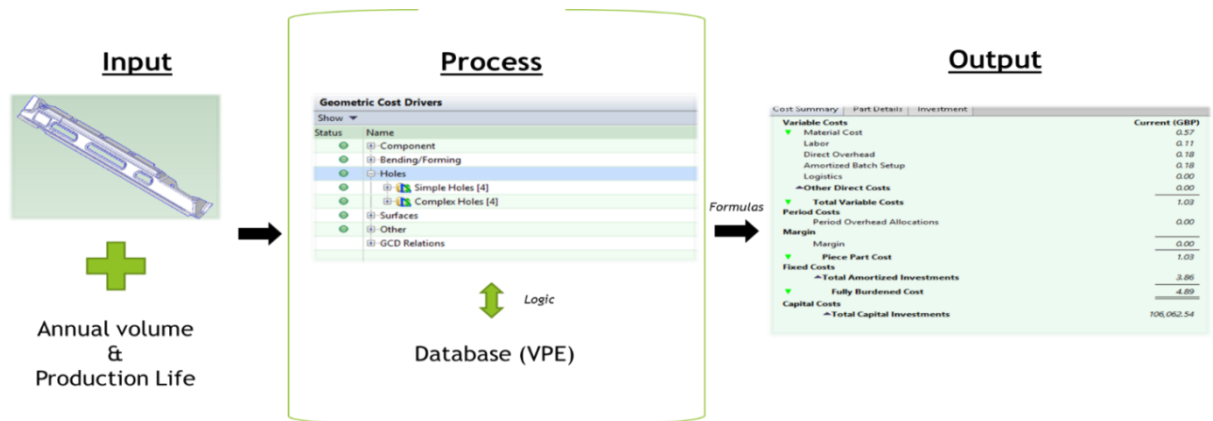 Input
Process
Output
Annual volume
&
Production Life
Geometric Cost Drivers
Show
Status Name
Component
Bending/Forming
Holes
Simple Holes [4]
Complex Holes [4]
Surfaces
Other
GCD Relations
Logic
Database (VPE)
Formulas
Cost Summary Part Details Investment
Variable Costs Current (GBP)
Material Cost 0.57
Labor 0.11
Direct Overhead 0.18
Amortized Batch Setup 0.18
Logistics 0.00
Other Direct Costs 0.00
Total Variable Costs 1.03
Period Costs
Period Overhead Allocations 0.00
Margin
Margin 0.00
Piece Part Cost 1.03
Fixed Costs
Total Amortized Investments 3.86
Fully Burdened Cost 4.89
Capital Costs
Total Capital Investments 106,062.54